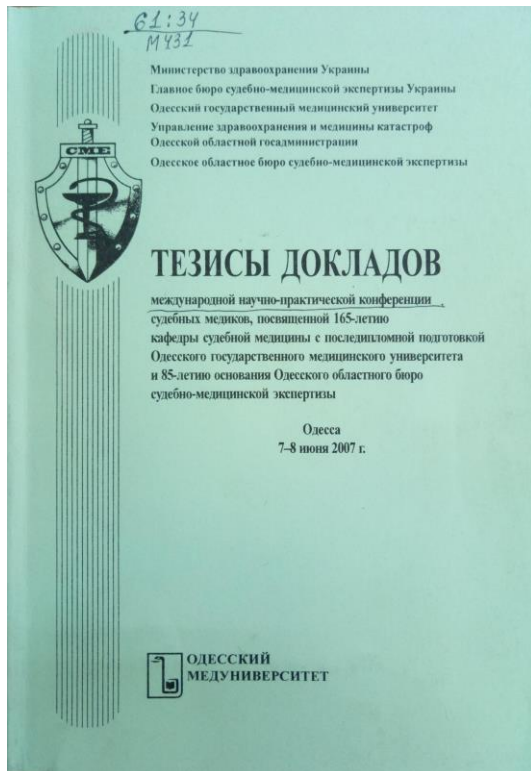 61:34
М431
Министерство здравоохранения Украины
Главное бюро судебно-медицинской экспертизы Украины
Одесский государственный медицинский университет
Управление здравоохранения и медицины катастроф
Одесской областной госадминистрации
Одесское областное бюро судебно-медицинской экспертизы
СМЕ
ТЕЗИСЫ ДОКЛАДОВ
международной научно-практической конференции
судебных медиков, посвященной 165-летию
кафедры судебной медицины с последипломной подготовкой
Одесского государственного медицинского университета
и 85-летию основания Одесского областного бюро
судебно-медицинской экспертизы
Одесса
7–8 июня 2007 г.
ОДЕССКИЙ
МЕДУНИВЕРСИТЕТ